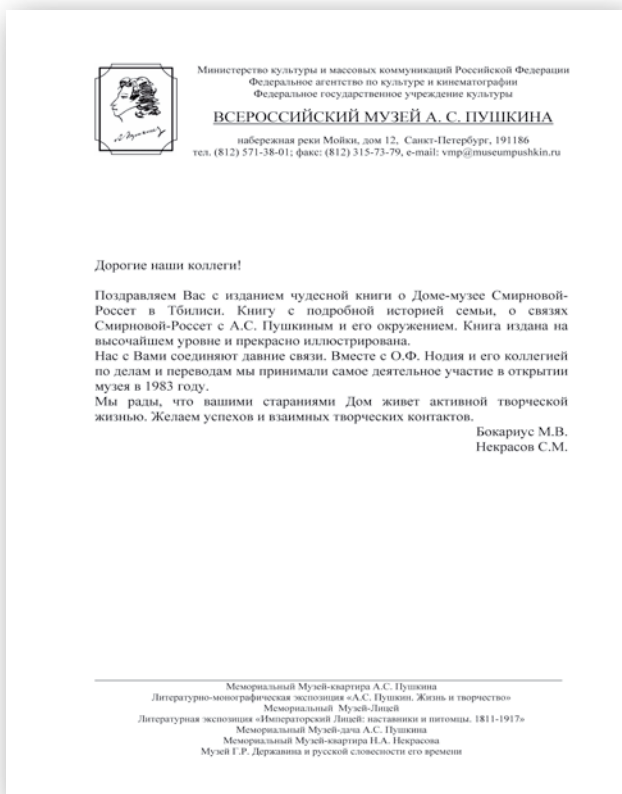 Министерство культуры и массовых коммуникаций Российской Федерации
Федеральное агентство по культуре и кинематографии
Федеральное государственное учреждение культуры
ВСЕРОССИЙСКИЙ МУЗЕЙ А. С. ПУШКИНА
набережная реки Мойки, дом 12, Санкт-Петербург, 191186
тел. (812) 571-38-01; факс: (812) 315-73-79, e-mail: vmp@museumpushkin.ru
Дорогие наши коллеги!
Поздравляем Вас с изданием чудесной книги о Доме-музее Смирновой-
Россет в Тбилиси. Книгу с подробной историей семьи, о связях
Смирновой-Россет с А.С. Пушкиным и его окружением. Книга издана на
высочайшем уровне и прекрасно иллюстрирована.
Нас с Вами соединяют давние связи. Вместе с О.Ф. Нодия и его коллегией
по делам и переводам мы принимали самое деятельное участие в открытии
музея в 1983 году.
Мы рады, что вашими стараниями Дом живет активной творческой
жизнью. Желаем успехов и взаимных творческих контактов.
Бокариус М.В.
Некрасов С.М.
Мемориальный Музей-квартира А.С. Пушкина
Литературно-монографическая экспозиция «А.С. Пушкин. Жизнь и творчество»
Мемориальный Музей-Лицей
Литературная экспозиция «Императорский Лицей: наставники и питомцы. 1811-1917»
Мемориальный Музей-дача А.С. Пушкина
Мемориальный Музей-квартира Н.А. Некрасова
Музей Г.Р. Державина и русской словесности его времени